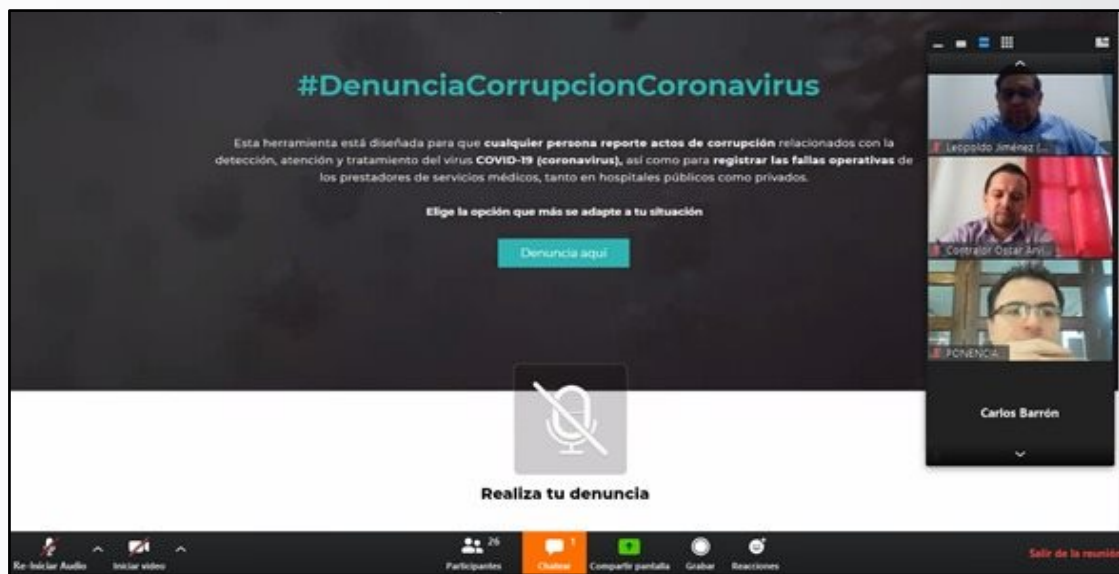 #DenunciaCorrupcionCoronavirus
Esta herramienta está diseñada para que cualquier persona reporte actos de corrupción relacionados con la
detección, atención y tratamiento del virus COVID-19 (coronavirus), así como para registrar las fallas operativas de
los prestadores de servicios médicos, tanto en hospitales públicos como privados.
Elige la opción que más se adapte a tu situación
Denuncia aquí
Realiza tu denuncia
Leopoldo Jiménez (...
Contralor Oscar Arvi...
PONENCIA
Carlos Barrón
Re-Iniciar Audio
Iniciar video
26
Participantes
1
Chatear
Compartir pantalla
Grabar
Reacciones
Salir de la reunión